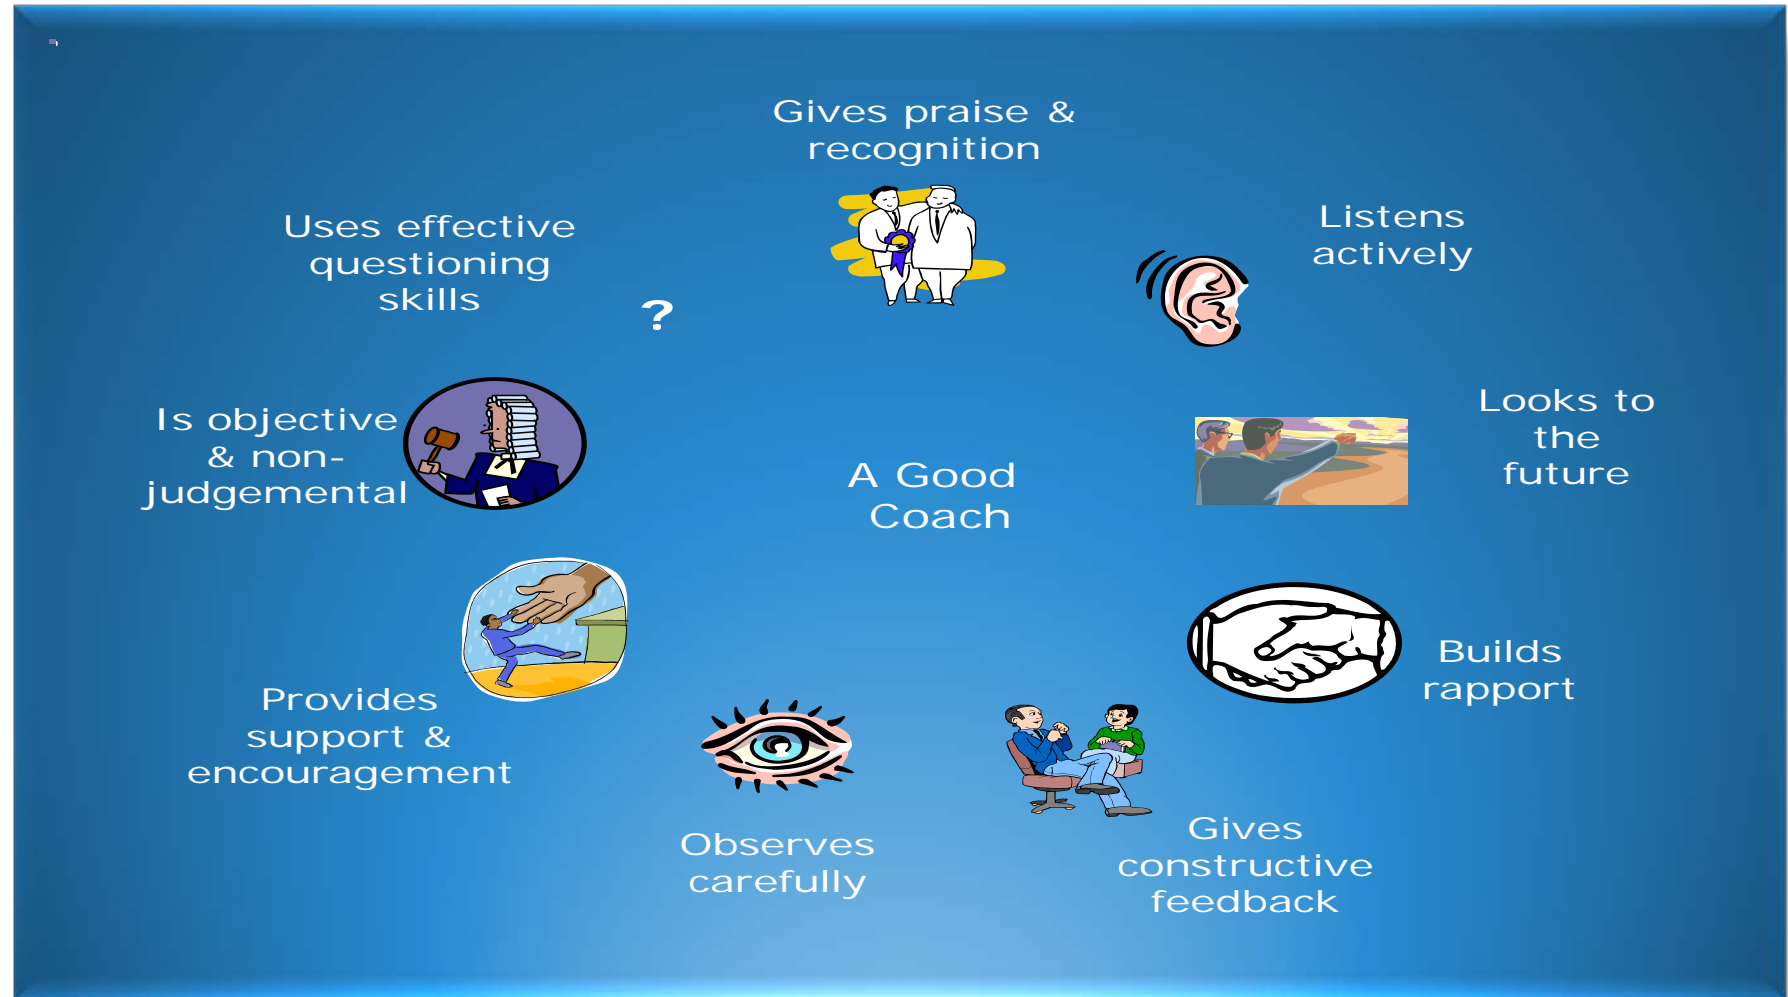 Gives praise &
recognition
Listens
actively
Uses effective
questioning
skills
?
Looks to
the
future
Is objective
& non-
judgemental
A Good
Coach
Builds
rapport
Provides
support &
encouragement
Gives
constructive
feedback
Observes
carefully